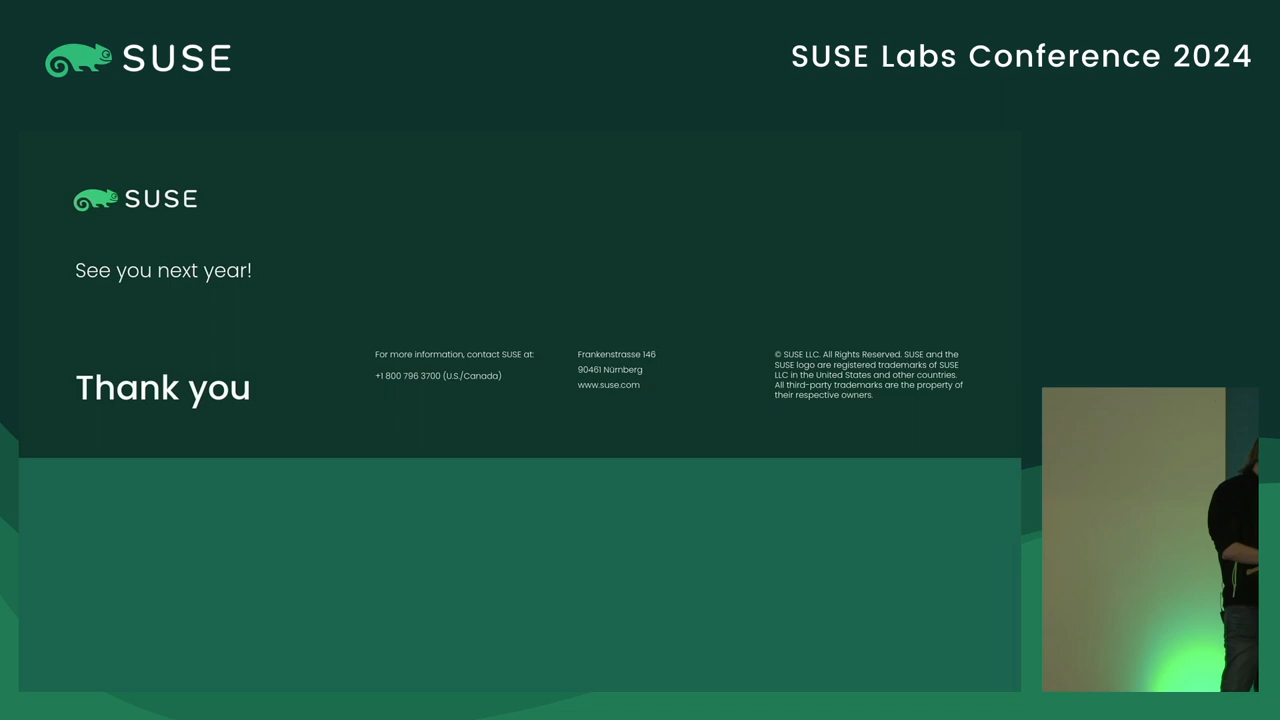 SUSE
SUSE Labs Conference 2024
SUSE
See you next year!
Thank you
For more information, contact SUSE at:
+1 800 796 3700 (U.S./Canada)
Frankenstrasse 146
90461 Nürnberg
www.suse.com
© SUSE LLC. All Rights Reserved. SUSE and the
SUSE logo are registered trademarks of SUSE
LLC in the United States and other countries.
All third-party trademarks are the property of
their respective owners.